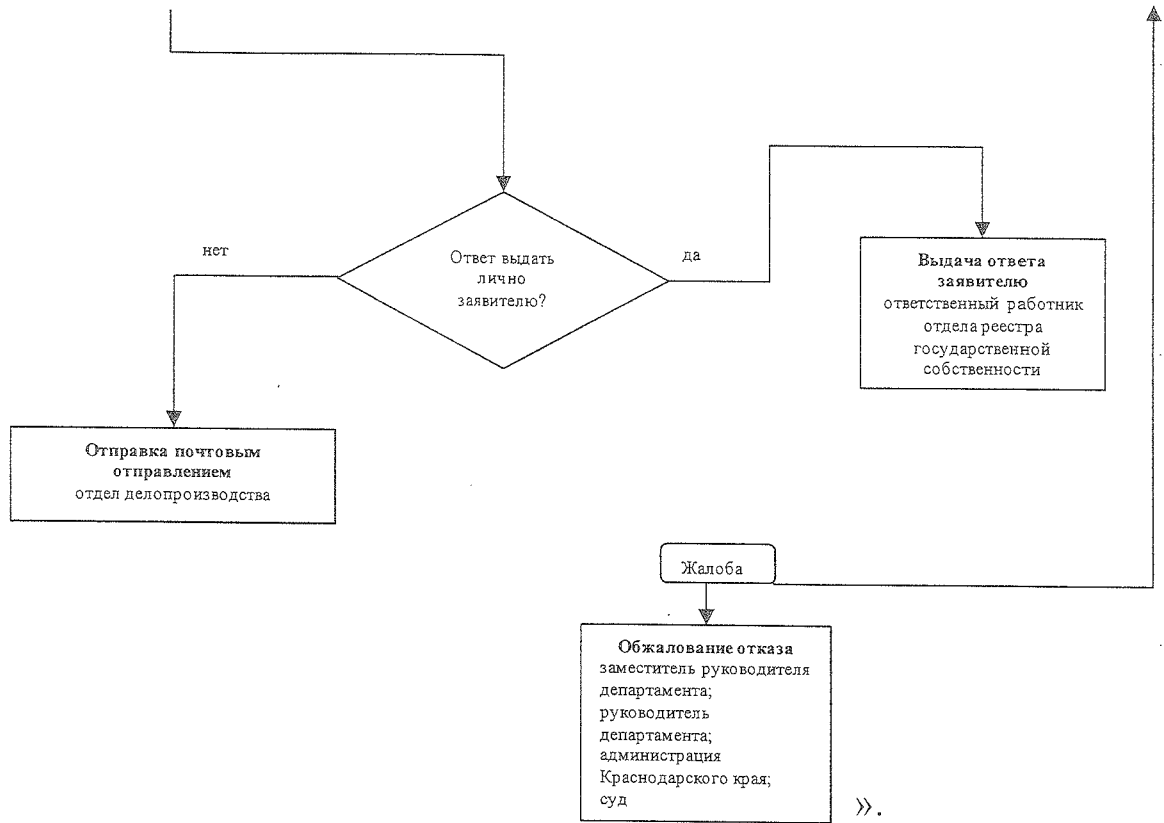 нет
Ответ выдать
лично
заявителю?
да
Выдача ответа
заявителю
ответственный работник
отдела реестра
государственной
собственности
Отправка почтовым
отправлением
отдел делопроизводства
Жалоба
Обжалование отказа
заместитель руководителя
департамента;
руководитель
департамента;
администрация
Краснодарского края;
суд
».